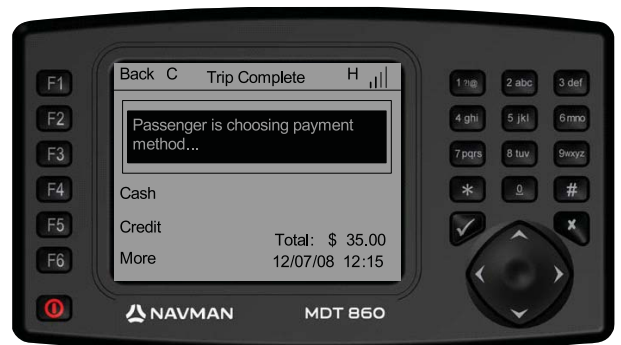 F1
F2
F3
F4
F5
F6
Back C Trip Complete H
Passenger is choosing payment
method...
Cash
Credit
Total: $ 35.00
More 12/07/08 12:15
1 ?!@ 2 abc 3 def
4 ghi 5 jkl 6 mno
7 pqrs 8 tuv 9wxyz
* 0 #
NAVMAN MDT 860